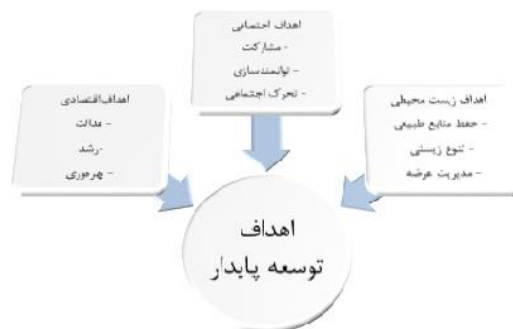 اهداف اجتماعی
- مشارکت
- توانمندسازی
- تحرک اجتماعی
اهداف زیست محیطی
- حفظ منابع طبیعی
- تنوع زیستی
- مدیریت عرضه
اهداف اقتصادی
- عدالت
-رشد
- بهره‌وری
اهداف
توسعه پایدار